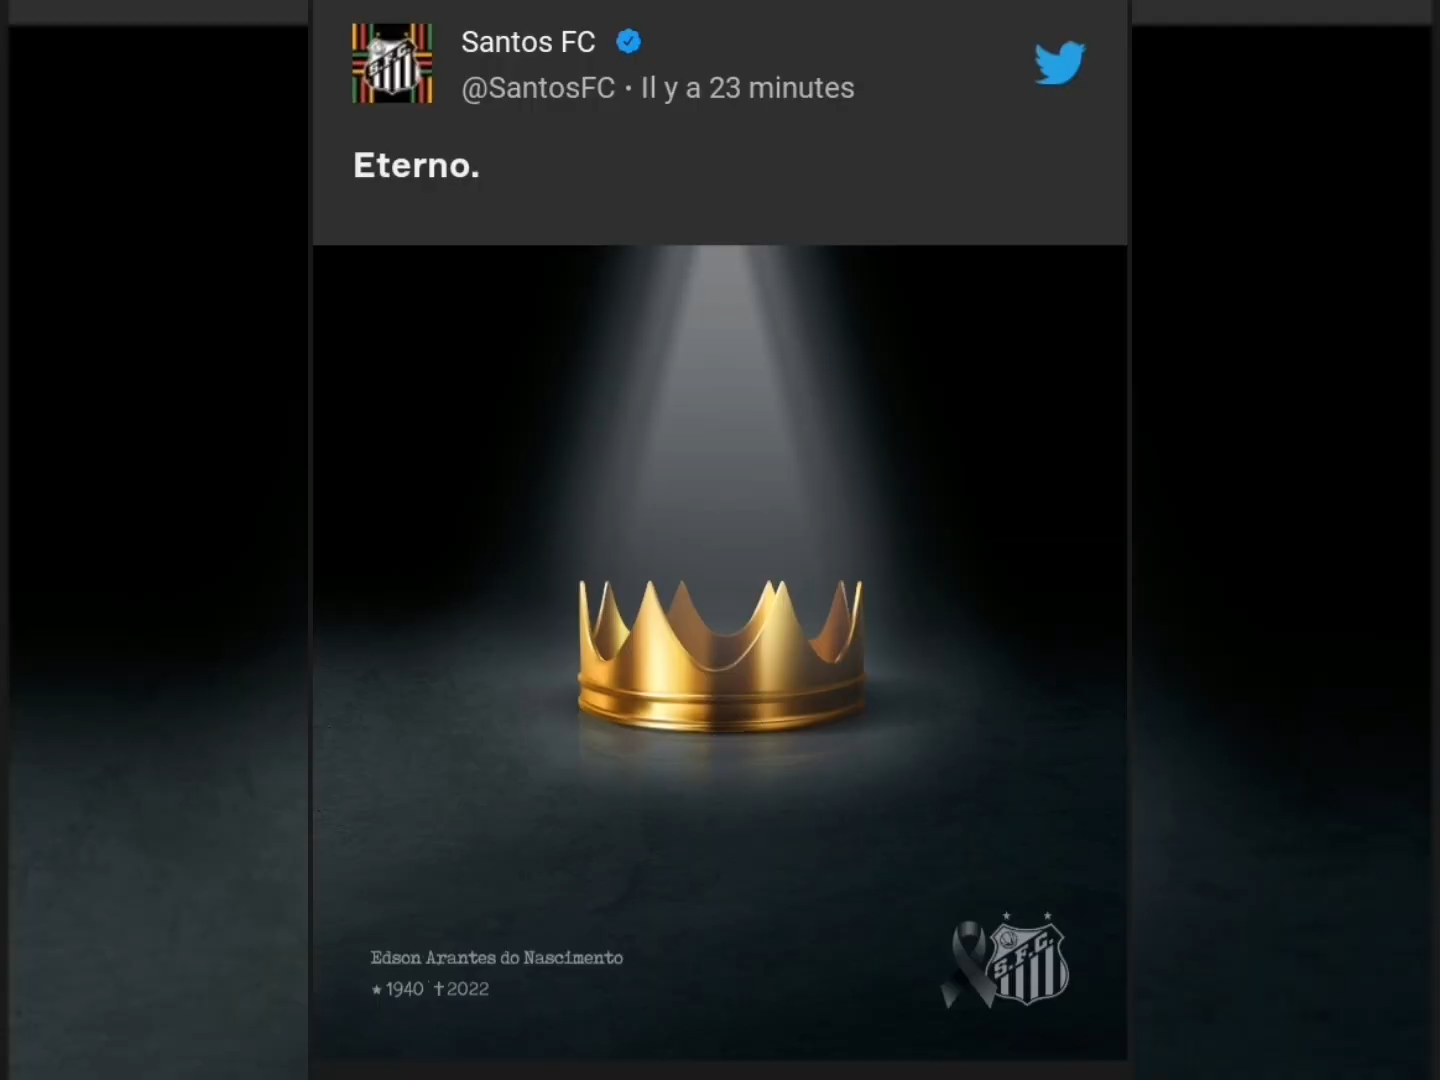 Santos FC
@SantosFC · Il y a 23 minutes
Eterno.
Edson Arantes do Nascimento
★ 1940 ✝ 2022
S.F.C.